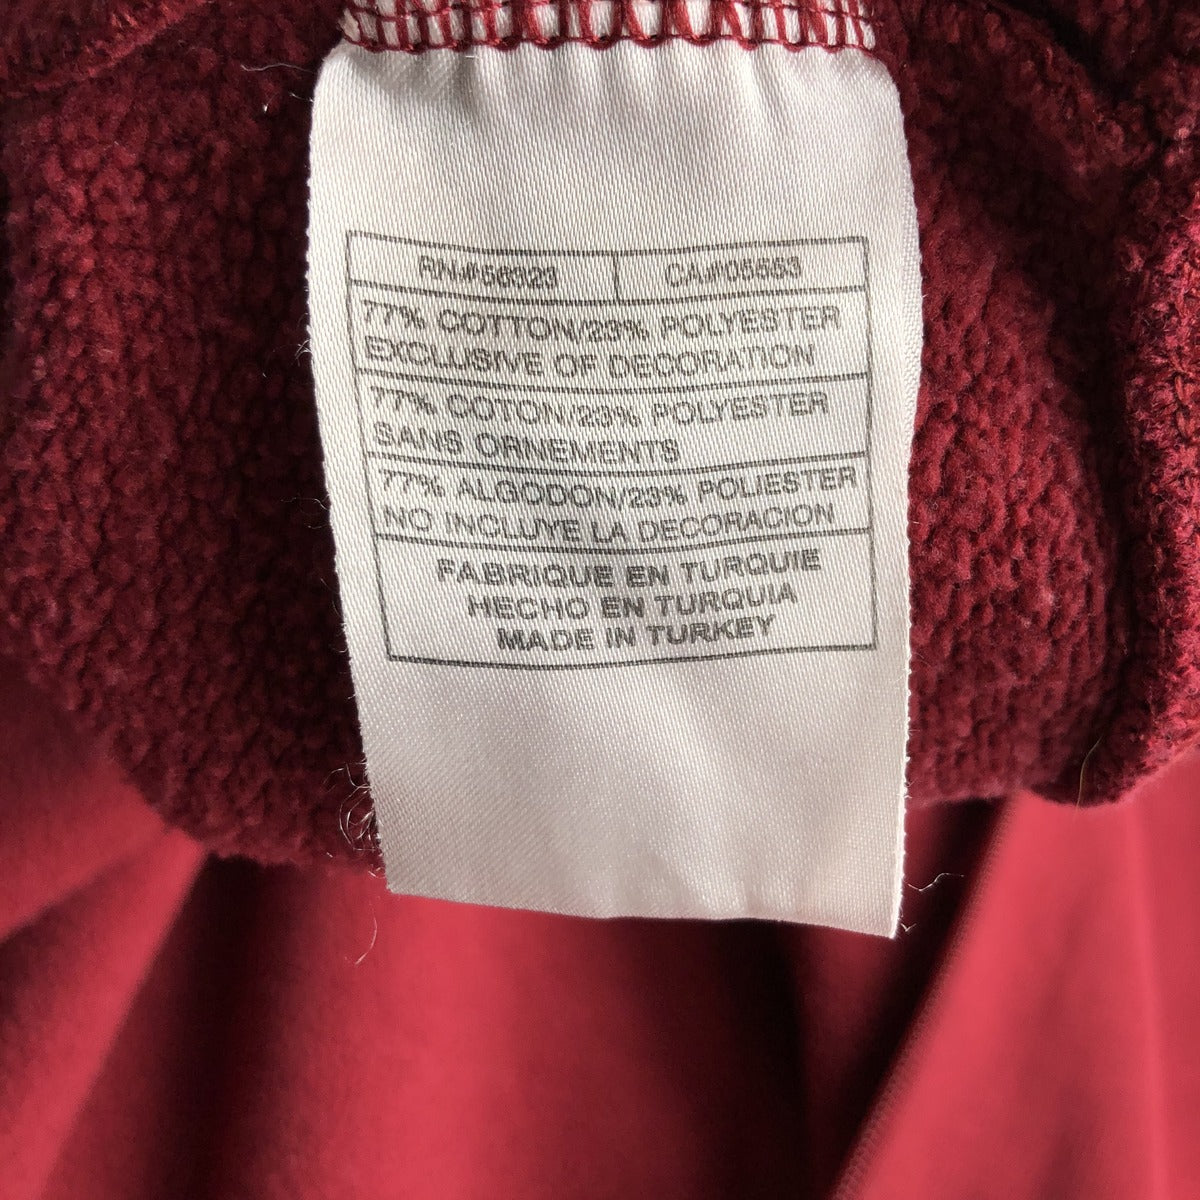 RN#56323 CA#05553
77% COTTON/23% POLYESTER
EXCLUSIVE OF DECORATION
77% COTON/23% POLYESTER
SANS ORNEMENTS
77% ALGODON/23% POLIESTER
NO INCLUYE LA DECORACION
FABRIQUE EN TURQUIE
HECHO EN TURQUIA
MADE IN TURKEY